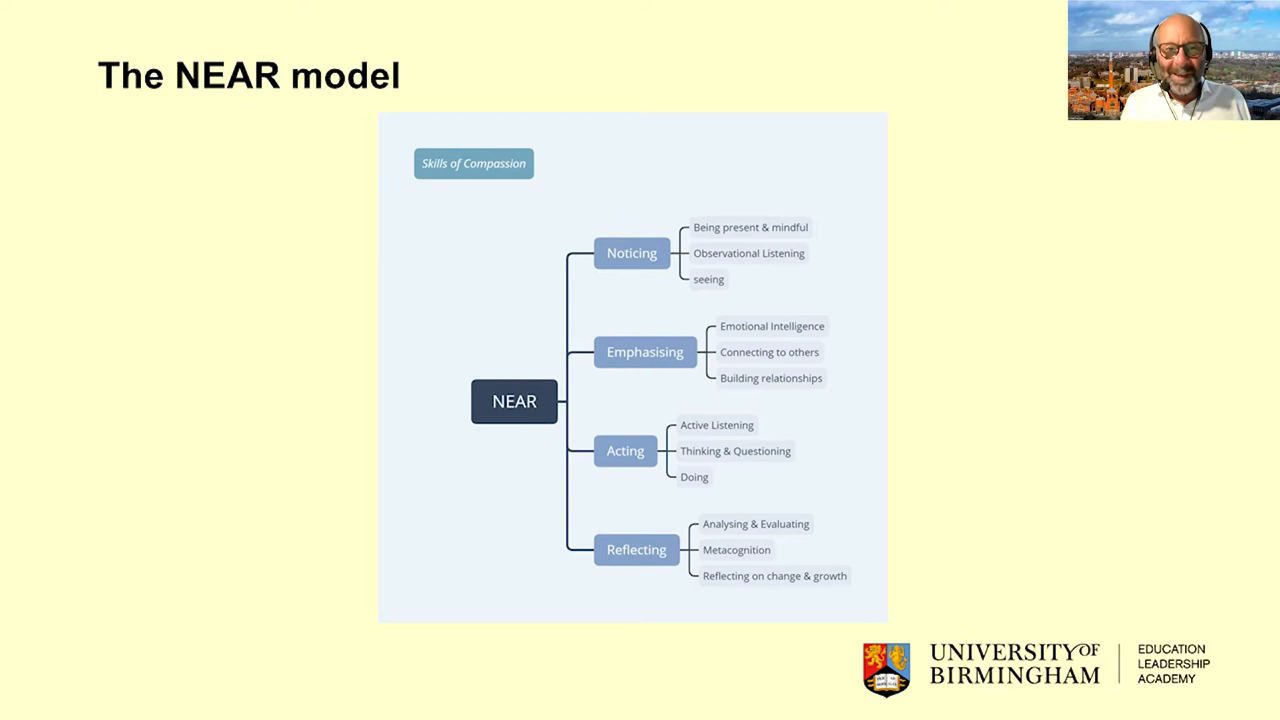 The NEAR model
Skills of Compassion
NEAR
Noticing
Being present & mindful
Observational Listening
seeing
Emphasising
Emotional Intelligence
Connecting to others
Building relationships
Acting
Active Listening
Thinking & Questioning
Doing
Reflecting
Analysing & Evaluating
Metacognition
Reflecting on change & growth
UNIVERSITY OF
BIRMINGHAM
EDUCATION
LEADERSHIP
ACADEMY